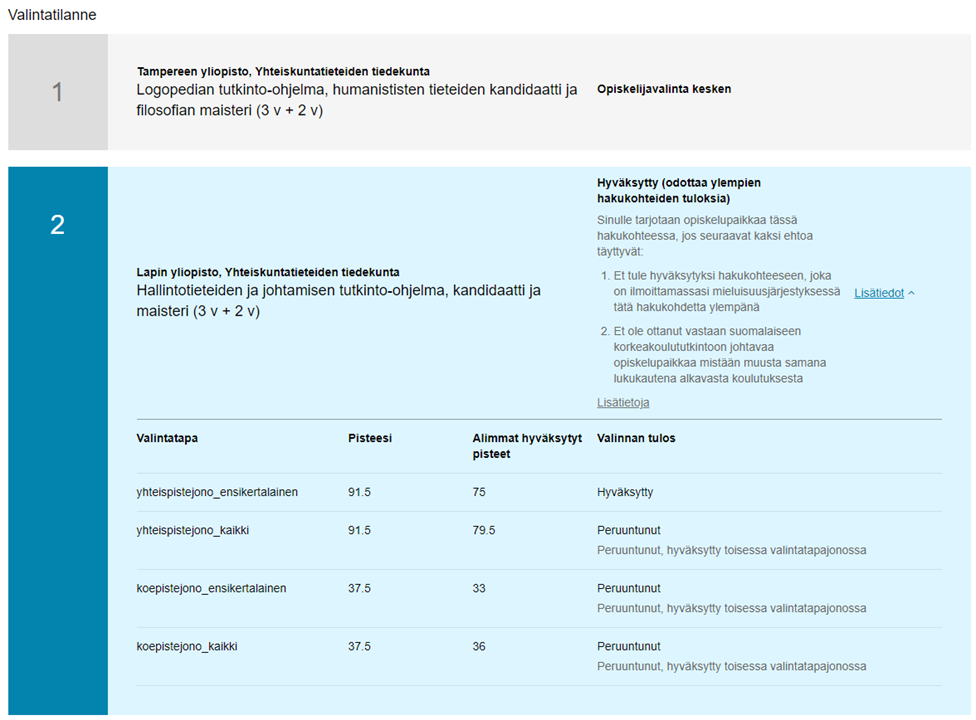 Valintatilanne
1
Tampereen yliopisto, Yhteiskuntatieteiden tiedekunta
Logopedian tutkinto-ohjelma, humanististen tieteiden kandidaatti ja
filosofian maisteri (3 v + 2 v)
Opiskelijavalinta kesken
2
Lapin yliopisto, Yhteiskuntatieteiden tiedekunta
Hallintotieteiden ja johtamisen tutkinto-ohjelma, kandidaatti ja
maisteri (3 v + 2 v)
Hyväksytty (odottaa ylempien
hakukohteiden tuloksia)
Sinulle tarjotaan opiskelupaikkaa tässä
hakukohteessa, jos seuraavat kaksi ehtoa
täyttyvät:
1. Et tule hyväksytyksi hakukohteeseen, joka
on ilmoittamassasi mieluisuusjärjestyksessä
tätä hakukohdetta ylempänä
2. Et ole ottanut vastaan suomalaiseen
korkeakoulututkintoon johtavaa
opiskelupaikkaa mistään muusta samana
lukukautena alkavasta koulutuksesta
Lisätietoja
Lisätiedot
Valintatapa Pisteesi Alimmat hyväksytyt Valinnan tulos
pisteet
yhteispistejono_ensikertalainen 91.5 75 Hyväksytty
yhteispistejono_kaikki 91.5 79.5 Peruuntunut
Peruuntunut, hyväksytty toisessa valintatapajonossa
koepistejono_ensikertalainen 37.5 33 Peruuntunut
Peruuntunut, hyväksytty toisessa valintatapajonossa
koepistejono_kaikki 37.5 36 Peruuntunut
Peruuntunut, hyväksytty toisessa valintatapajonossa